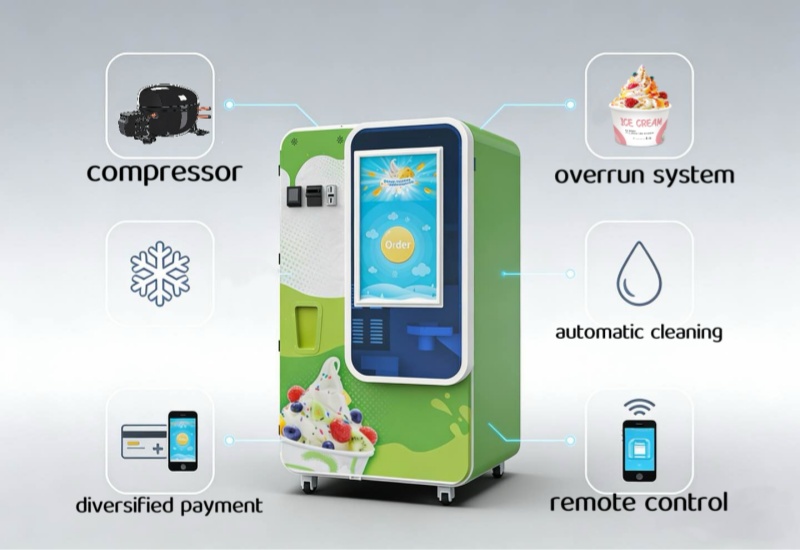 compressor
ICE CREAM
overrun system
Order
automatic cleaning
diversified payment
remote control